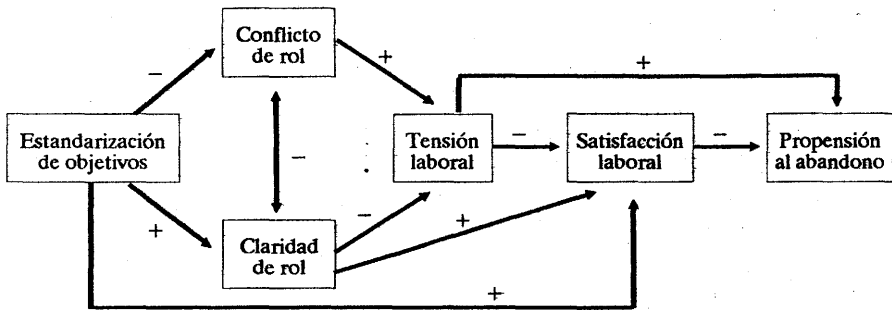 Conflicto
de rol
+
−
+
Estandarización
de objetivos
Tensión
laboral
−
Satisfacción
laboral
−
Propensión
al abandono
−
−
+
+
Claridad
de rol
+